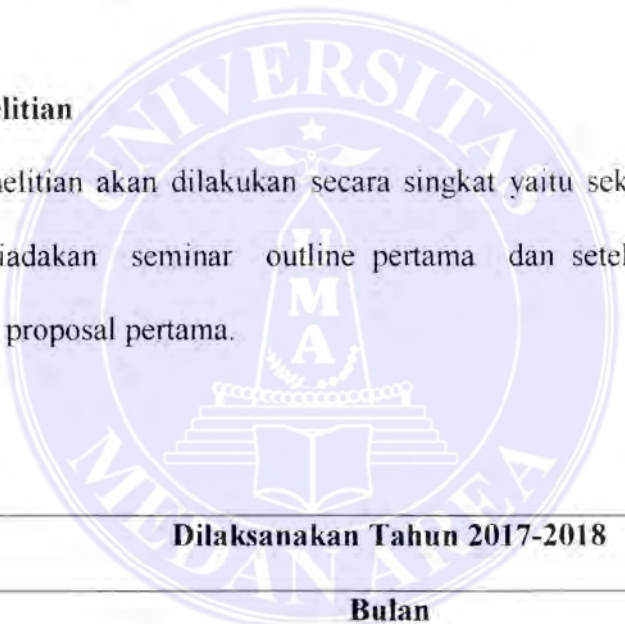 UNIVERSITAS
elitian
nelitian akan dilakukan secara singkat yaitu sek
iadakan seminar outline pertama dan setel
proposal pertama.
UMA
MEDAN AREA
Dilaksanakan Tahun 2017-2018
Bulan